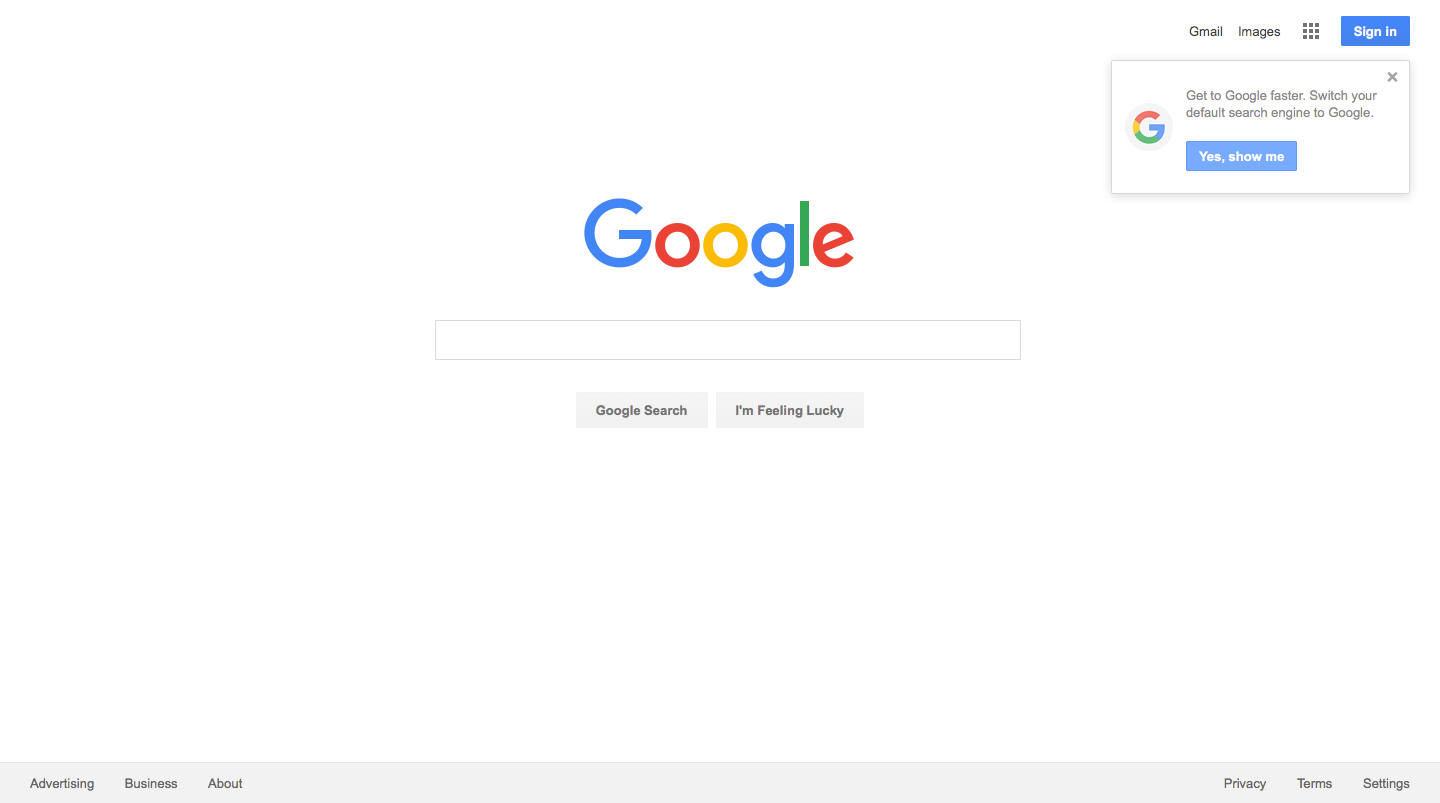 Gmail Images Sign in
Get to Google faster. Switch your
default search engine to Google.
Yes, show me
Google
Google Search I'm Feeling Lucky
Advertising Business About Privacy Terms Settings